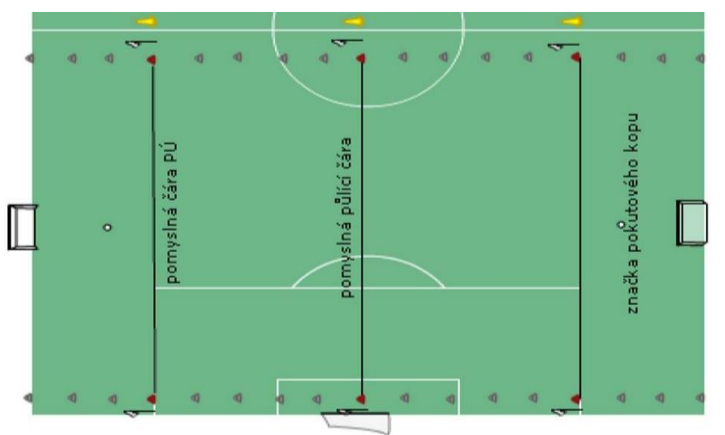 pomyslná čára PÚ
pomyslná půlící čára
značka pokutového kopu